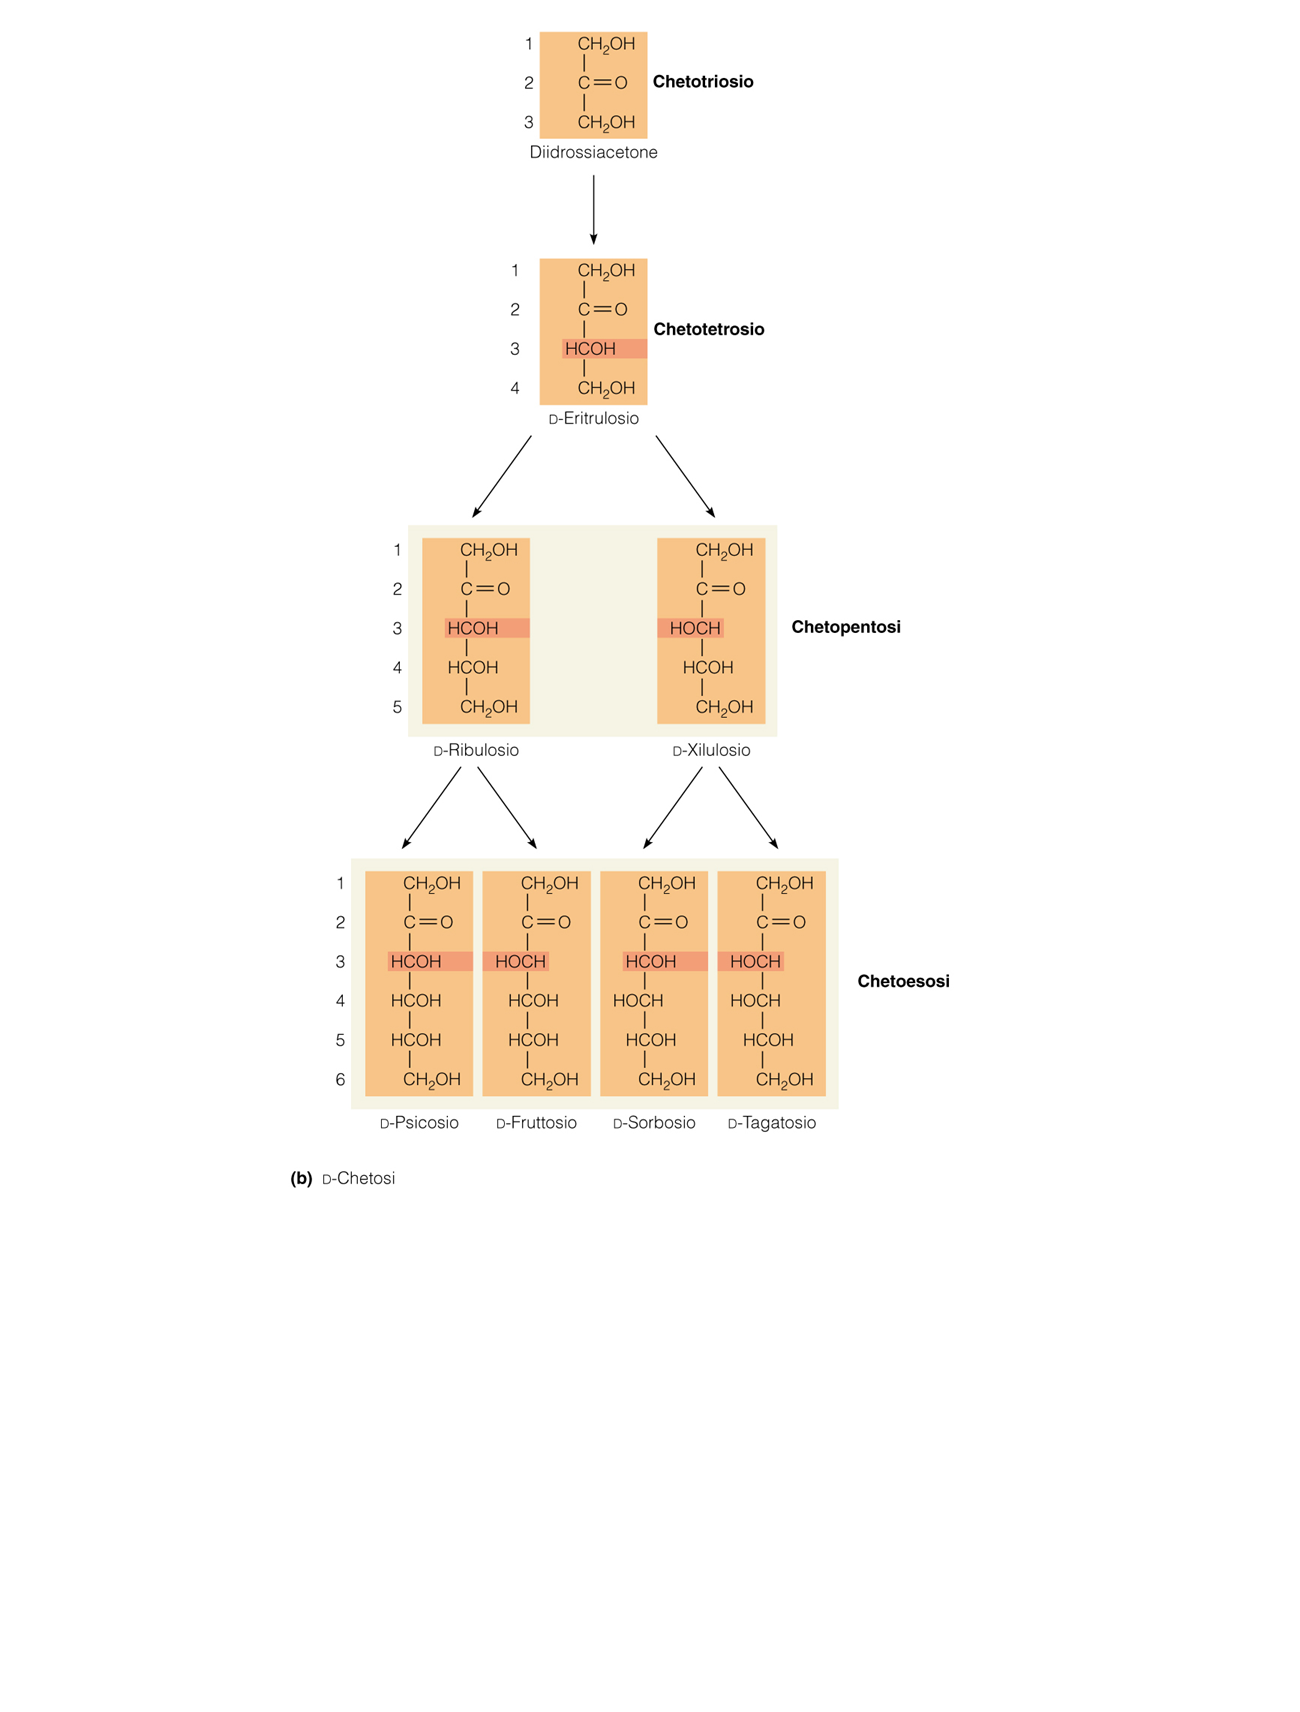 1 CH2OH
2 C=O Chetotriosio
3 CH2OH
Diidrossiacetone
1 CH2OH
2 C=O
Chetotetrosio
3 HCOH
4 CH2OH
D-Eritrulosio
1 CH2OH CH2OH
2 C=O C=O
3 HCOH HOCH Chetopentosi
4 HCOH HCOH
5 CH2OH CH2OH
D-Ribulosio D-Xilulosio
1 CH2OH CH2OH CH2OH CH2OH
2 C=O C=O C=O C=O
3 HCOH HOCH HCOH HOCH
Chetoesosi
4 HCOH HCOH HOCH HOCH
5 HCOH HCOH HCOH HCOH
6 CH2OH CH2OH CH2OH CH2OH
D-Psicosio D-Fruttosio D-Sorbosio D-Tagatosio
(b) D-Chetosi